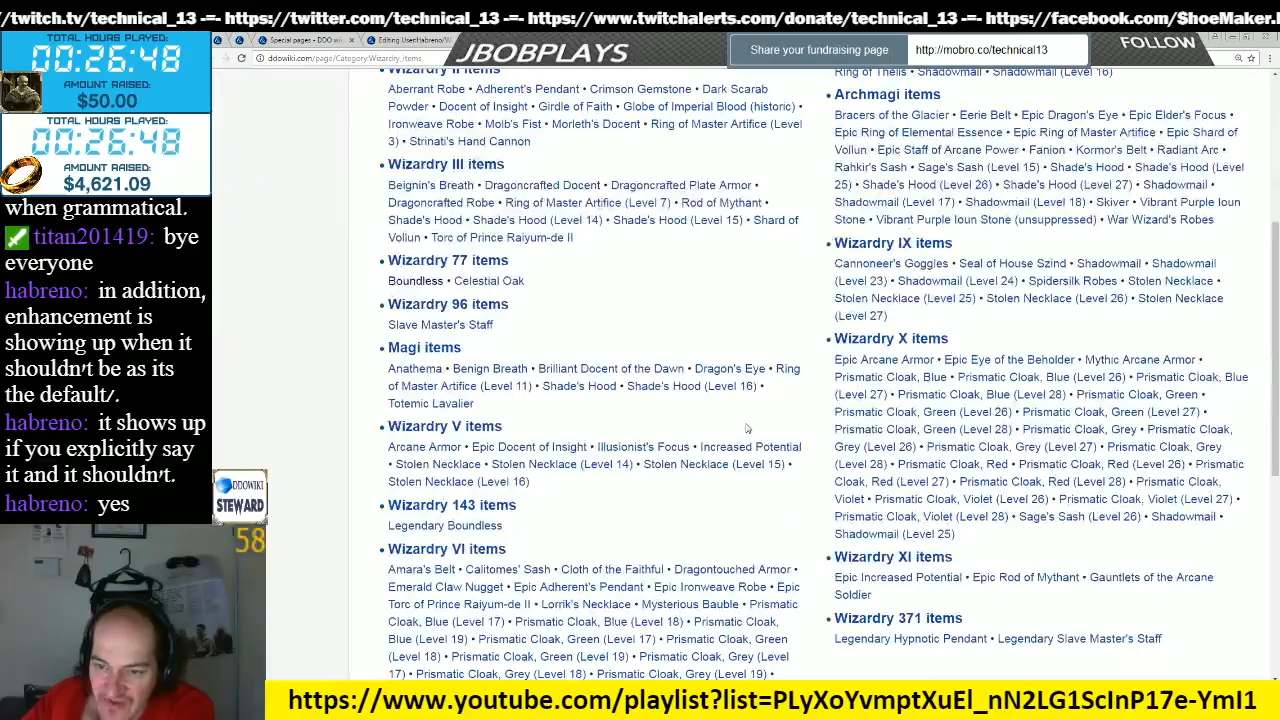 .tv/technical_13 -=- https://twitter.com/technical_13 -=- https://www.twitchalerts.com/donate/technical_13 -=- https://facebook.com/ShoeMaker.
TOTAL HOURS PLAYED
00:26:48
AMOUNT RAISED
$50.00
TOTAL HOURS PLAYED:
00:26:48
AMOUNT RAISED:
$4,621.09
when grammatical.
titan201419: bye
everyone
habreno: in addition,
enhancement is
showing up when it
shouldn't be as its
the default/.
habreno: it shows up
if you explicitly say
it and it shouldn't.
habreno: yes
DDOWIKI
STEWARD
58
Special pages - DDO wi
Editing User:Habreno/W
JBOBPLAYS
Share your fundraising page
http://mobro.co/technical13
FOLLOW
ddowiki.com/page/Category:Wizardry_items
Wizardry II items
Aberrant Robe • Adherent's Pendant • Crimson Gemstone • Dark Scarab
Powder • Docent of Insight • Girdle of Faith • Globe of Imperial Blood (historic) •
Ironweave Robe • Molb's Fist • Morleth's Docent • Ring of Master Artifice (Level
3) • Strinati's Hand Cannon
• Wizardry III items
Beignin's Breath • Dragoncrafted Docent • Dragoncrafted Plate Armor •
Dragoncrafted Robe • Ring of Master Artifice (Level 7) • Rod of Mythant •
Shade's Hood • Shade's Hood (Level 14) • Shade's Hood (Level 15) • Shard of
Vollun • Torc of Prince Raiyum-de II
• Wizardry 77 items
Boundless • Celestial Oak
• Wizardry 96 items
Slave Master's Staff
• Magi items
Anathema • Benign Breath • Brilliant Docent of the Dawn • Dragon's Eye • Ring
of Master Artifice (Level 11) • Shade's Hood • Shade's Hood (Level 16) •
Totemic Lavalier
• Wizardry V items
Arcane Armor • Epic Docent of Insight • Illusionist's Focus • Increased Potential
• Stolen Necklace • Stolen Necklace (Level 14) • Stolen Necklace (Level 15) •
Stolen Necklace (Level 16)
• Wizardry 143 items
Legendary Boundless
• Wizardry VI items
Amara's Belt • Calitomes' Sash • Cloth of the Faithful • Dragontouched Armor •
Emerald Claw Nugget • Epic Adherent's Pendant • Epic Ironweave Robe • Epic
Torc of Prince Raiyum-de II • Lorrik's Necklace • Mysterious Bauble • Prismatic
Cloak, Blue (Level 17) • Prismatic Cloak, Blue (Level 18) • Prismatic Cloak,
Blue (Level 19) • Prismatic Cloak, Green (Level 17) • Prismatic Cloak, Green
(Level 18) • Prismatic Cloak, Green (Level 19) • Prismatic Cloak, Grey (Level
17) • Prismatic Cloak, Grey (Level 18) • Prismatic Cloak, Grey (Level 19) •
Ring of Thelis • Shadowmail • Shadowmail (Level 16)
• Archmagi items
Bracers of the Glacier • Eerie Belt • Epic Dragon's Eye • Epic Elder's Focus •
Epic Ring of Elemental Essence • Epic Ring of Master Artifice • Epic Shard of
Vollun • Epic Staff of Arcane Power • Fanion • Kormor's Belt • Radiant Arc •
Rahkir's Sash • Sage's Sash (Level 15) • Shade's Hood • Shade's Hood (Level
25) • Shade's Hood (Level 26) • Shade's Hood (Level 27) • Shadowmail •
Shadowmail (Level 17) • Shadowmail (Level 18) • Skiver • Vibrant Purple Ioun
Stone • Vibrant Purple Ioun Stone (unsuppressed) • War Wizard's Robes
• Wizardry IX items
Cannoneer's Goggles • Seal of House Szind • Shadowmail • Shadowmail
(Level 23) • Shadowmail (Level 24) • Spidersilk Robes • Stolen Necklace •
Stolen Necklace (Level 25) • Stolen Necklace (Level 26) • Stolen Necklace
(Level 27)
• Wizardry X items
Epic Arcane Armor • Epic Eye of the Beholder • Mythic Arcane Armor •
Prismatic Cloak, Blue • Prismatic Cloak, Blue (Level 26) • Prismatic Cloak, Blue
(Level 27) • Prismatic Cloak, Blue (Level 28) • Prismatic Cloak, Green •
Prismatic Cloak, Green (Level 26) • Prismatic Cloak, Green (Level 27) •
Prismatic Cloak, Green (Level 28) • Prismatic Cloak, Grey • Prismatic Cloak,
Grey (Level 26) • Prismatic Cloak, Grey (Level 27) • Prismatic Cloak, Grey
(Level 28) • Prismatic Cloak, Red • Prismatic Cloak, Red (Level 26) • Prismatic
Cloak, Red (Level 27) • Prismatic Cloak, Red (Level 28) • Prismatic Cloak,
Violet • Prismatic Cloak, Violet (Level 26) • Prismatic Cloak, Violet (Level 27) •
Prismatic Cloak, Violet (Level 28) • Sage's Sash (Level 26) • Shadowmail •
Shadowmail (Level 25)
• Wizardry XI items
Epic Increased Potential • Epic Rod of Mythant • Gauntlets of the Arcane
Soldier
• Wizardry 371 items
Legendary Hypnotic Pendant • Legendary Slave Master's Staff
https://www.youtube.com/playlist?list=PLyXoYvmptXuEl_nN2LG1ScInP17e-YmI1